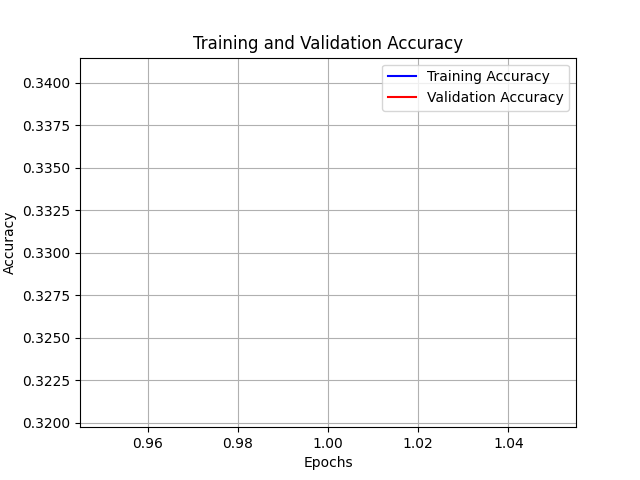 Training and Validation Accuracy
Training Accuracy
Validation Accuracy
Accuracy
0.3400
0.3375
0.3350
0.3325
0.3300
0.3275
0.3250
0.3225
0.3200
0.96 0.98 1.00 1.02 1.04
Epochs